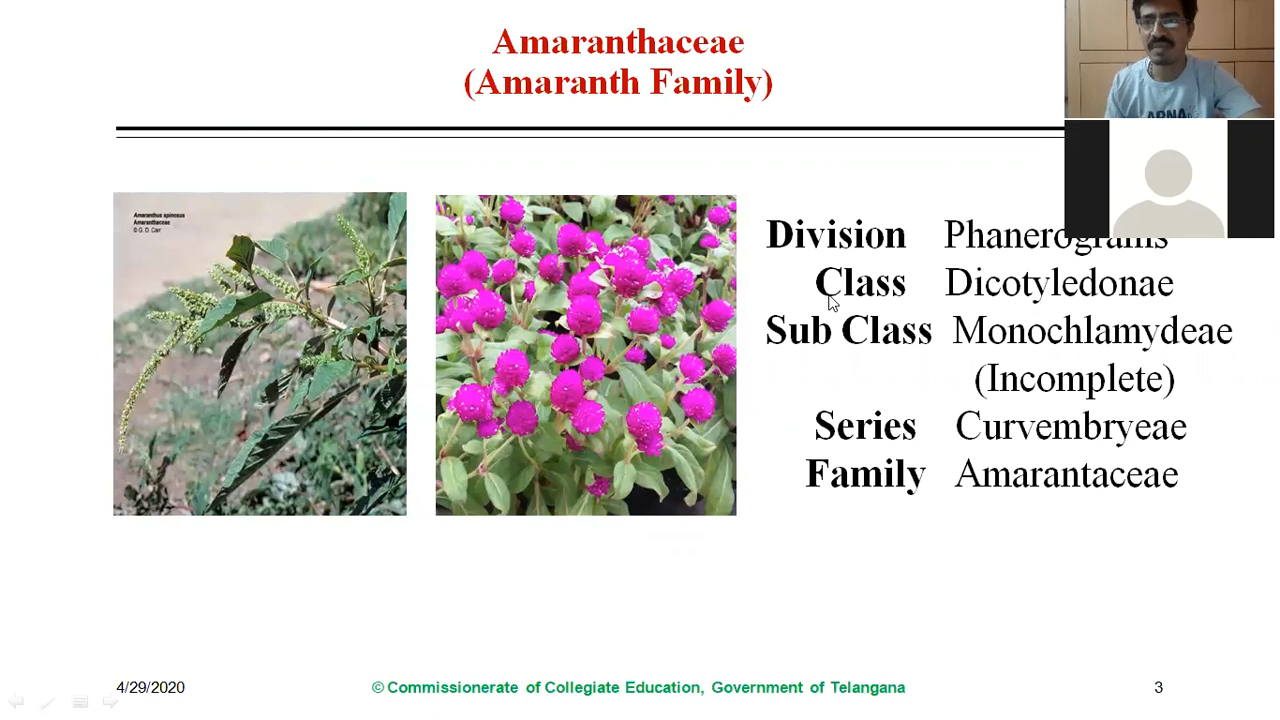 Amaranthaceae
(Amaranth Family)
Amaranthus spinosus
Amaranthaceae
© G. D. Carr
Division Phanerograms
Class Dicotyledonae
Sub Class Monochlamydeae
(Incomplete)
Series Curvembryeae
Family Amarantaceae
4/29/2020
© Commissionerate of Collegiate Education, Government of Telangana
3